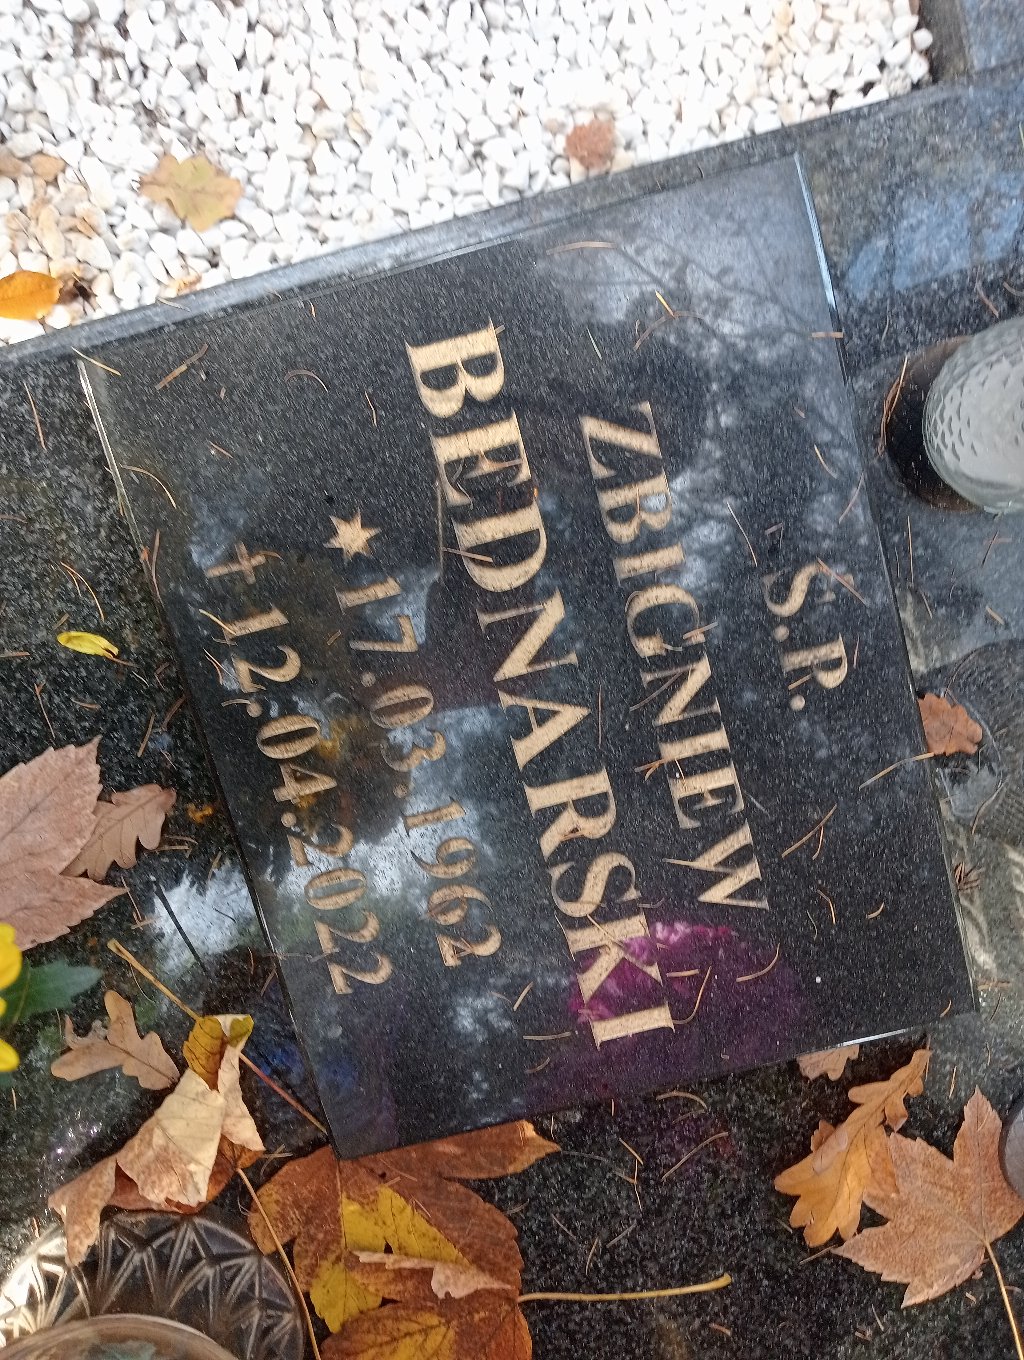 Ś.P.
ZBIGNIEW
BEDNARSKI
★ 17.03.1962
† 12.04.2022